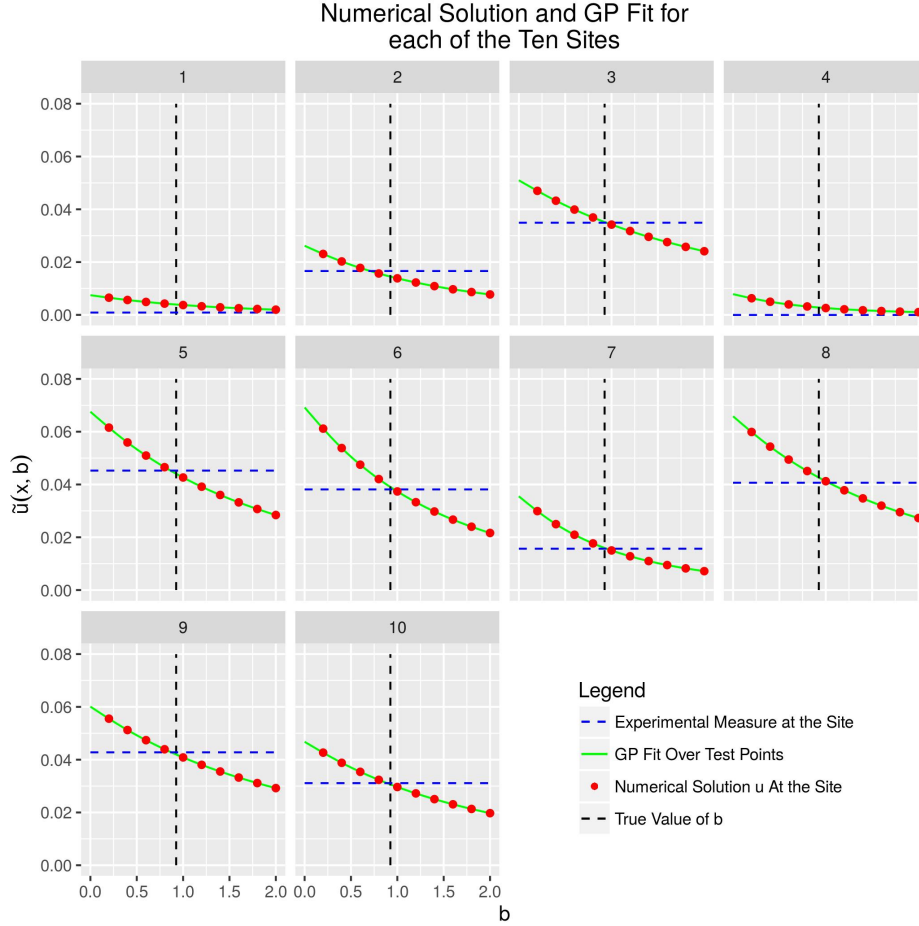 Numerical Solution and GP Fit for
each of the Ten Sites
1 2 3 4
0.08
0.06
0.04
0.02
0.00
5 6 7 8
0.08
0.06
0.04
0.02
0.00
ũ(x, b)
9 10
0.08
0.06
0.04
0.02
0.00
0.0 0.5 1.0 1.5 2.0 0.0 0.5 1.0 1.5 2.0
b
Legend
Experimental Measure at the Site
GP Fit Over Test Points
Numerical Solution u At the Site
True Value of b